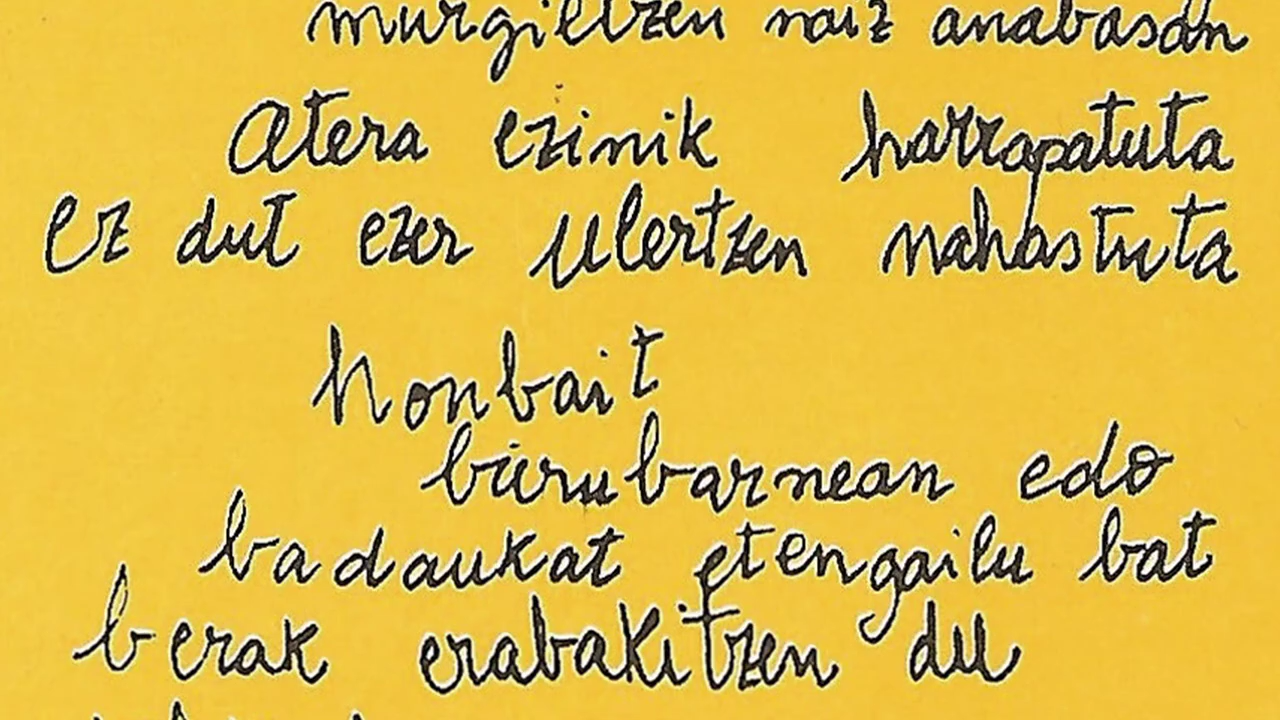 murgiltzen naiz anabasan
Atera ezinik harrapatuta
Ez dut ezer ulertzen nahastuta
Nonbait
buru barnean edo
badaukat etengailu bat
berak erabakitzen du